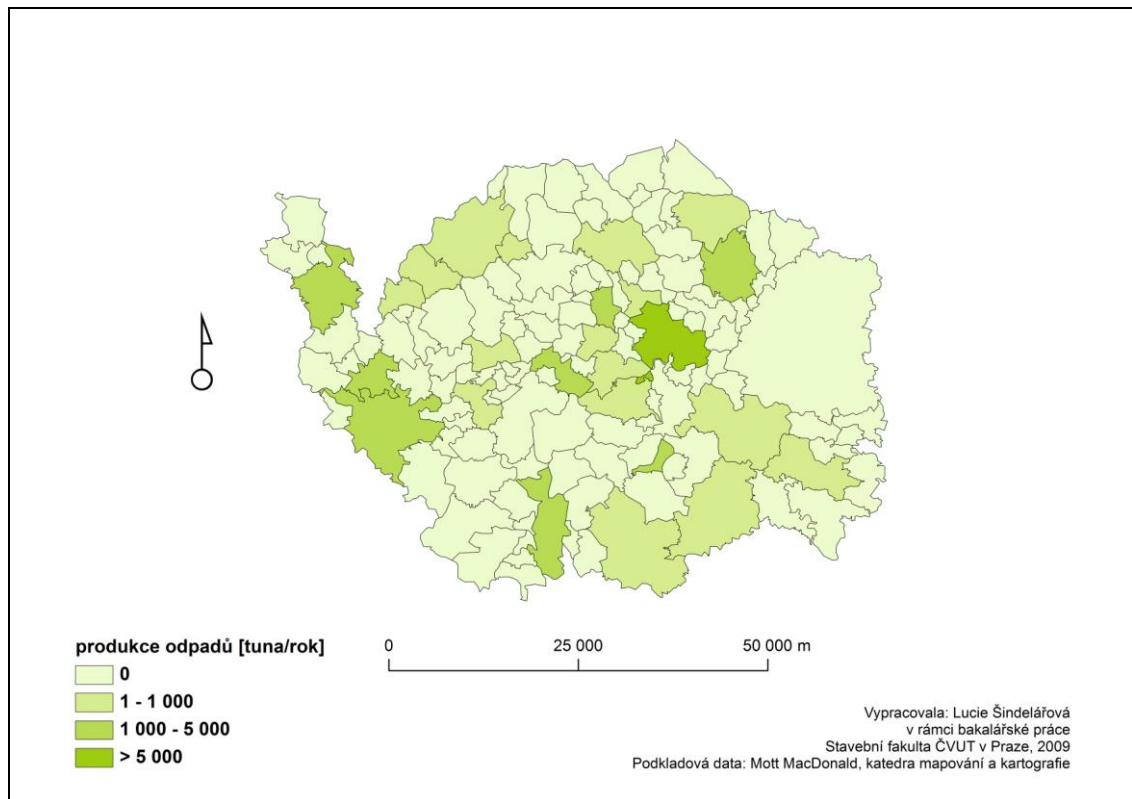 produkce odpadů [tuna/rok]
0
1 - 1 000
1 000 - 5 000
> 5 000
0 25 000 50 000 m
Vypracovala: Lucie Šindelářová
v rámci bakalářské práce
Stavební fakulta ČVUT v Praze, 2009
Podkladová data: Mott MacDonald, katedra mapování a kartografie